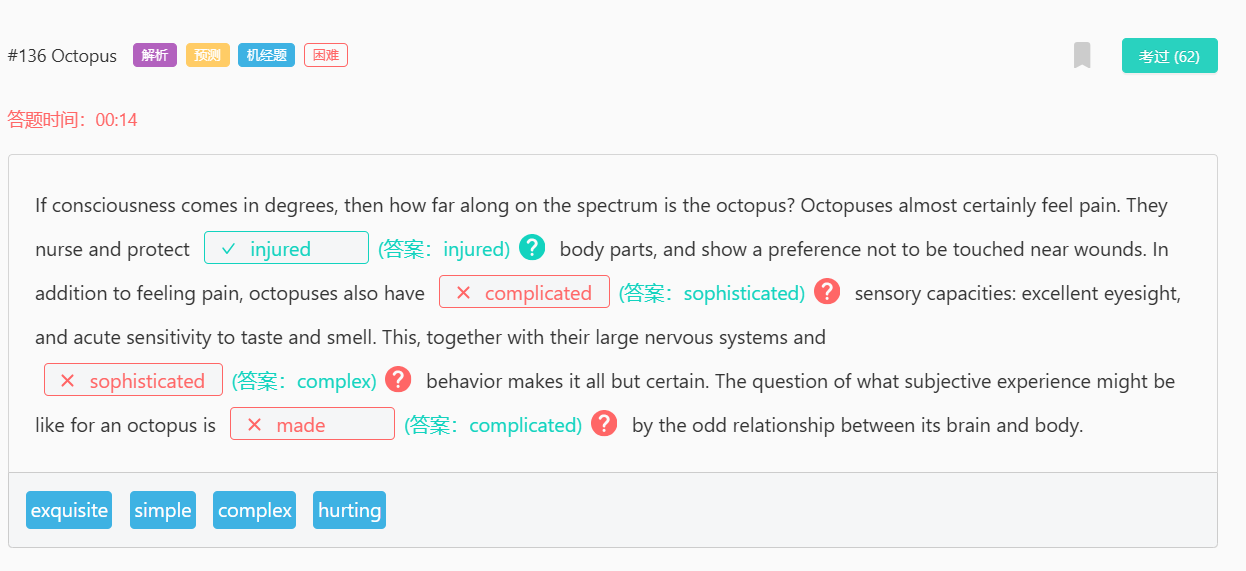 #136 Octopus 解析 预测 机经题 困难 考过 (62)
答题时间：00:14
If consciousness comes in degrees, then how far along on the spectrum is the octopus? Octopuses almost certainly feel pain. They
nurse and protect ✓ injured (答案：injured) ? body parts, and show a preference not to be touched near wounds. In
addition to feeling pain, octopuses also have ✕ complicated (答案：sophisticated) ? sensory capacities: excellent eyesight,
and acute sensitivity to taste and smell. This, together with their large nervous systems and
✕ sophisticated (答案：complex) ? behavior makes it all but certain. The question of what subjective experience might be
like for an octopus is ✕ made (答案：complicated) ? by the odd relationship between its brain and body.
exquisite simple complex hurting